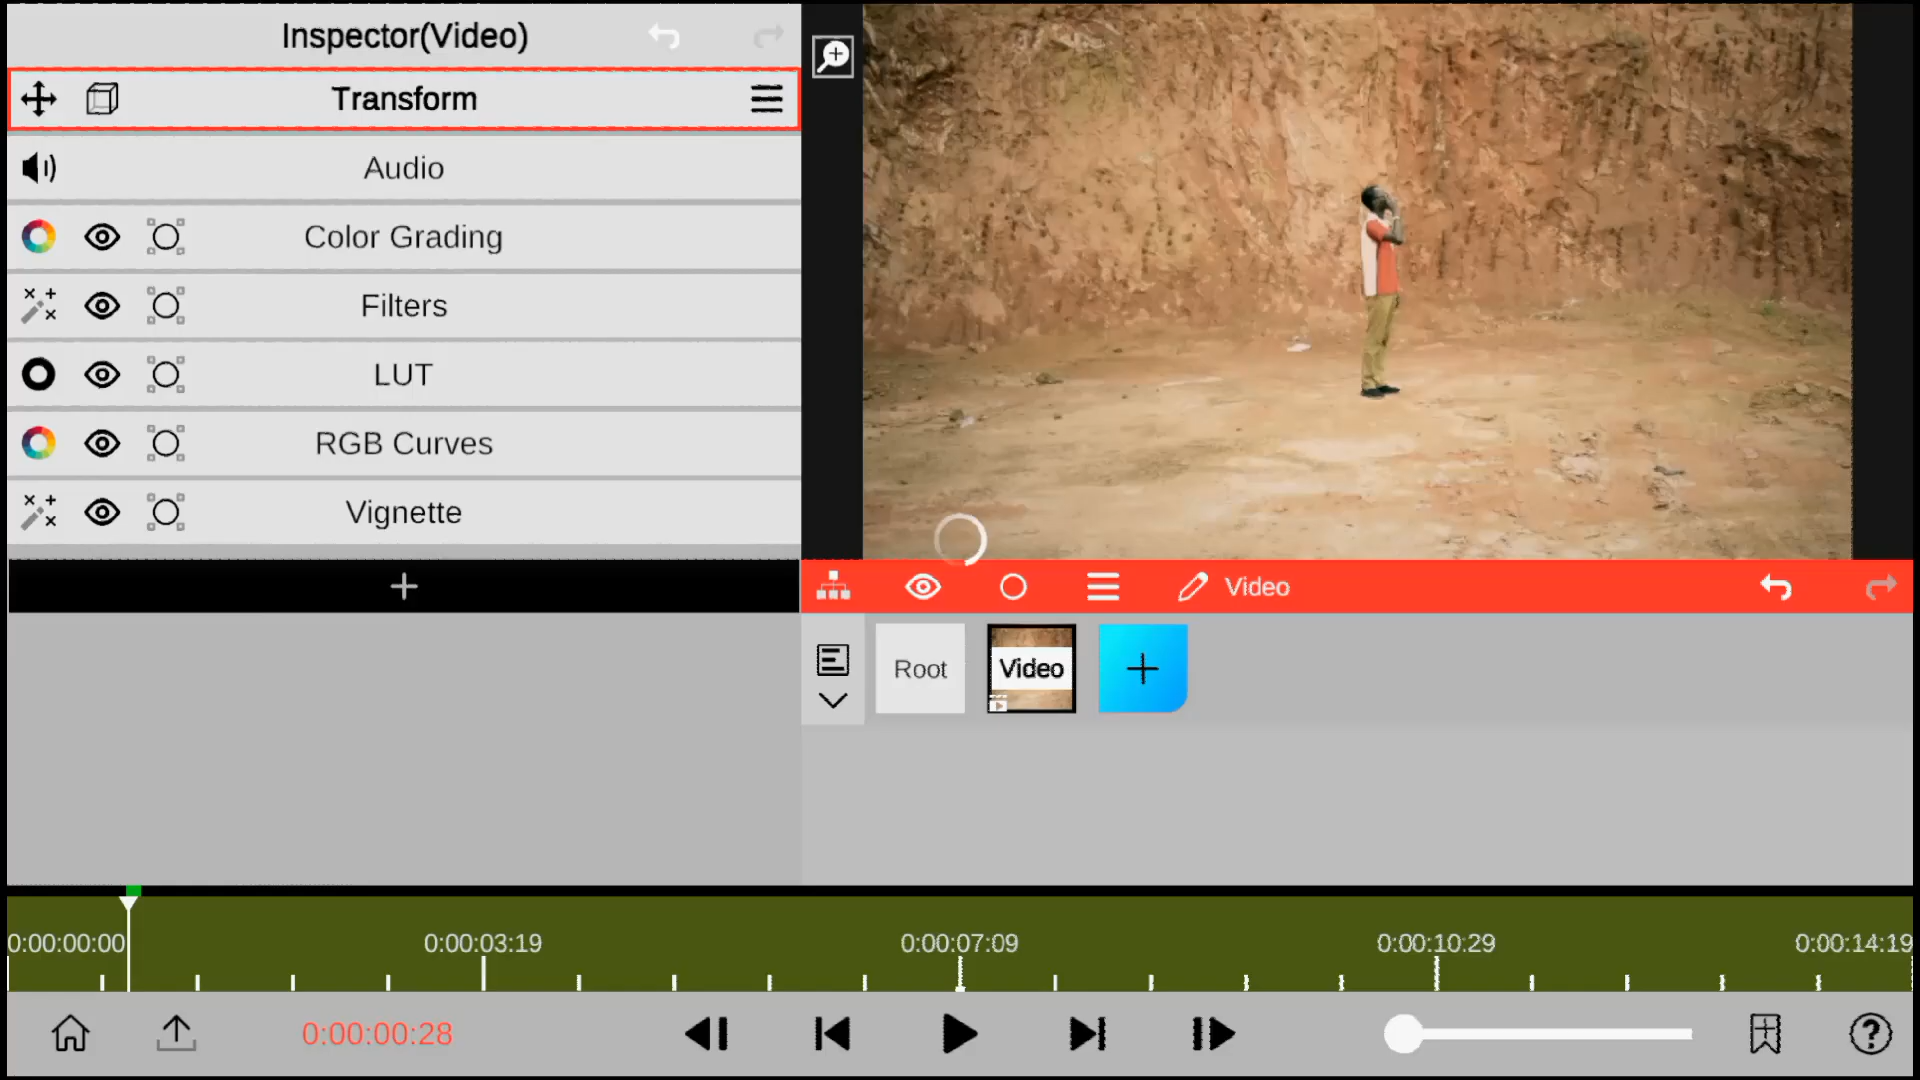 Inspector(Video)
Transform
Audio
Color Grading
Filters
LUT
RGB Curves
Vignette
Video
Root
Video
0:00:00:00
0:00:03:19
0:00:07:09
0:00:10:29
0:00:14:19
0:00:00:28